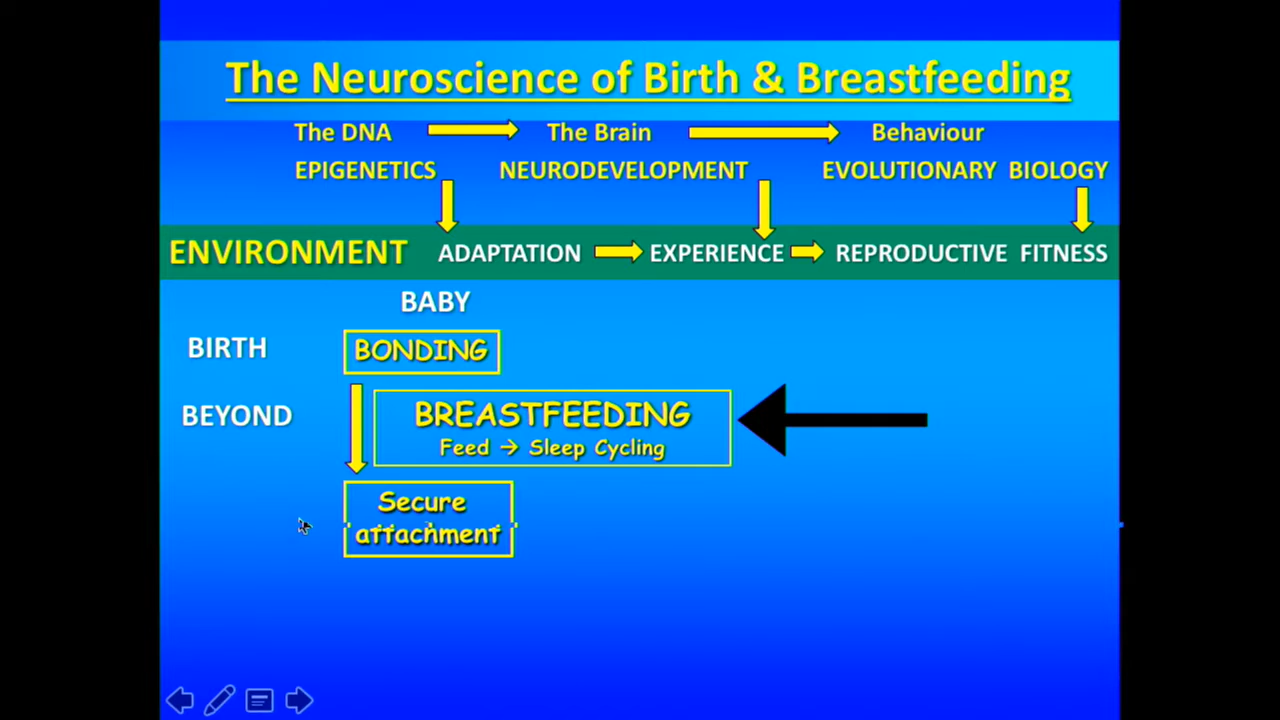 The Neuroscience of Birth & Breastfeeding
The DNA The Brain Behaviour
EPIGENETICS NEURODEVELOPMENT EVOLUTIONARY BIOLOGY
ENVIRONMENT ADAPTATION EXPERIENCE REPRODUCTIVE FITNESS
BABY
BIRTH BONDING
BEYOND BREASTFEEDING
Feed → Sleep Cycling
Secure
attachment